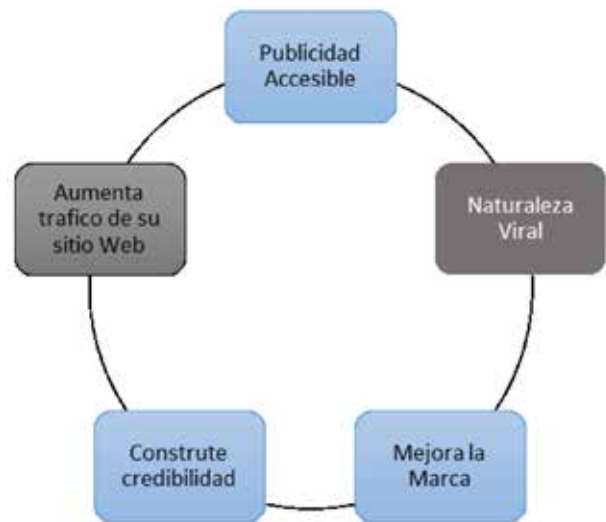 Publicidad
Accesible
Naturaleza
Viral
Mejora la
Marca
Construte
credibilidad
Aumenta
trafico de su
sitio Web